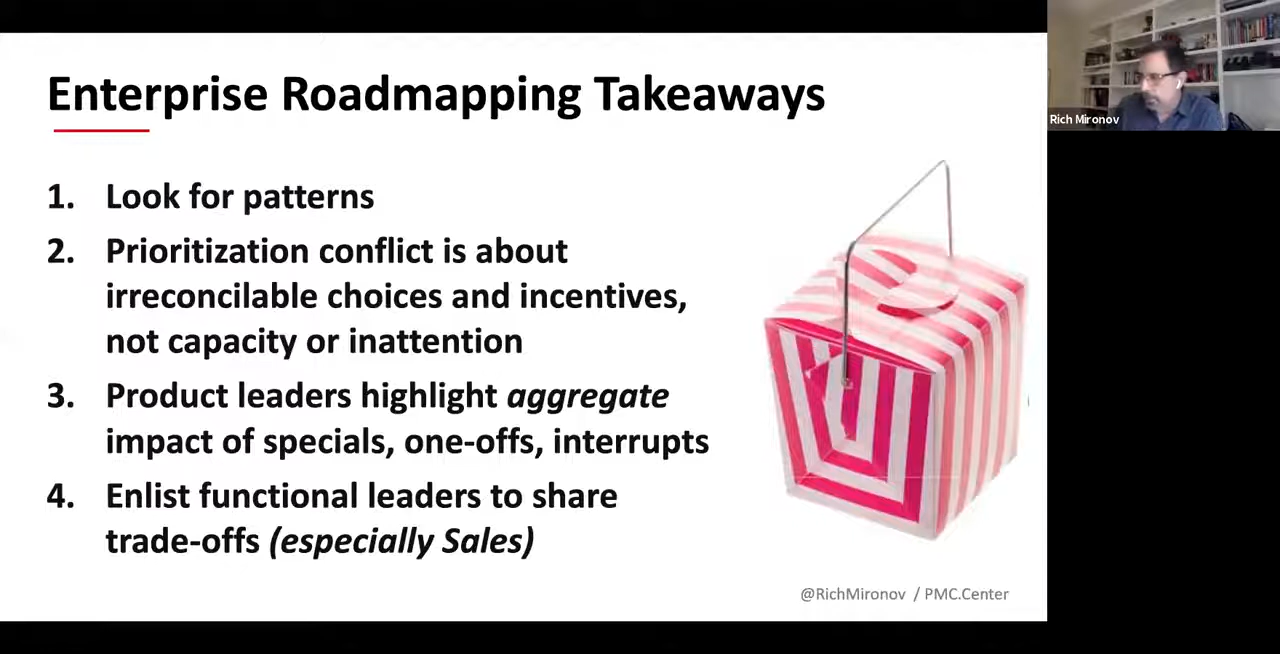 Enterprise Roadmapping Takeaways
1. Look for patterns
2. Prioritization conflict is about
irreconcilable choices and incentives,
not capacity or inattention
3. Product leaders highlight aggregate
impact of specials, one-offs, interrupts
4. Enlist functional leaders to share
trade-offs (especially Sales)
@RichMironov / PMC.Center
Rich Mironov